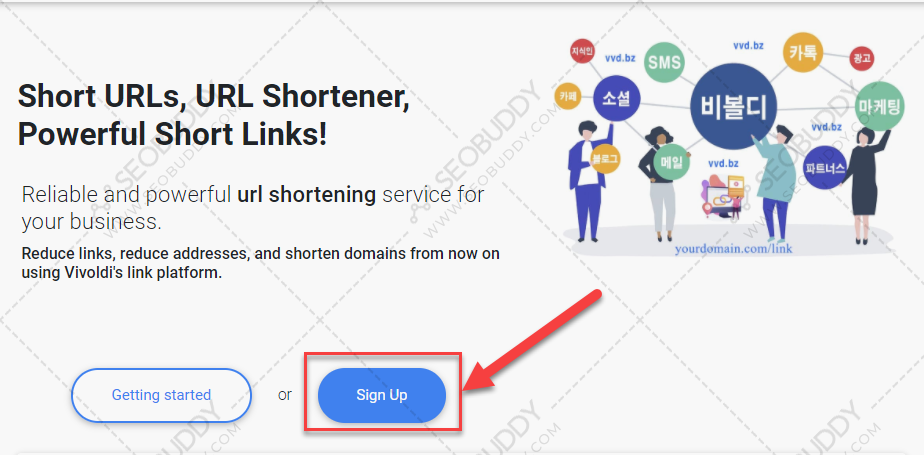 Short URLs, URL Shortener,
Powerful Short Links!
Reliable and powerful url shortening service for
your business.
Reduce links, reduce addresses, and shorten domains from now on
using Vivoldi's link platform.
Getting started
or
Sign Up
지식인
vvd.bz
SMS
vvd.bz
카톡
광고
카페
소셜
비볼디
마케팅
vvd.bz
블로그
메일
vvd.bz
파트너스
yourdomain.com/link
SEOBUDDY
WWW.SEOBUDDY.COM